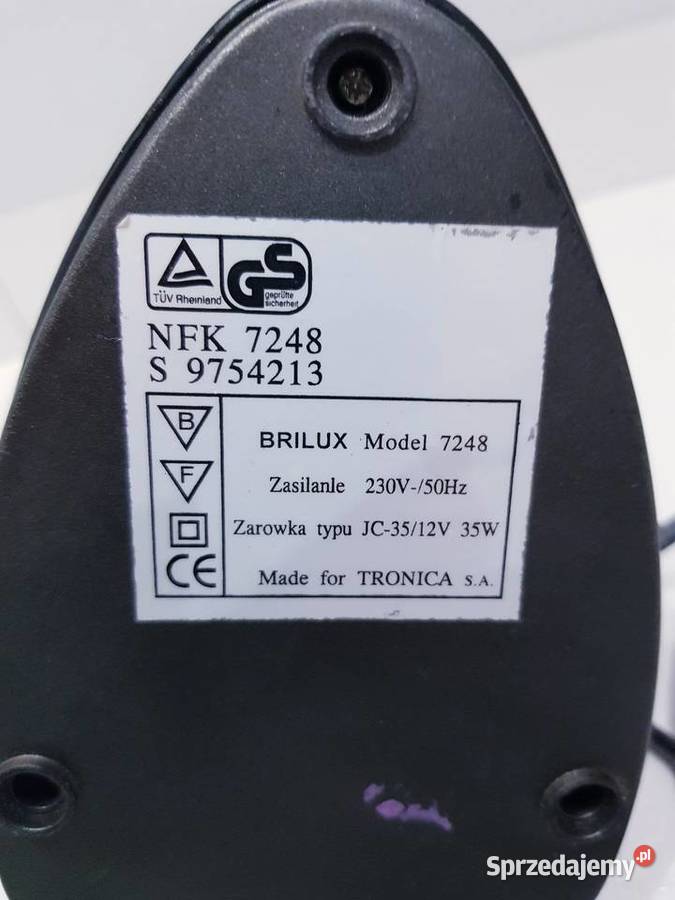 TÜV Rheinland
GS
geprüfte
sicherheit
NFK 7248
S 9754213
B
BRILUX Model 7248
F
Zasilanle 230V-/50Hz
Zarowka typu JC-35/12V 35W
CE
Made for TRONICA S.A.
Sprzedajemy.pl